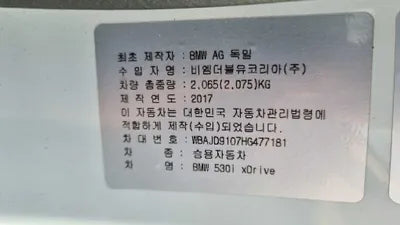 최초 제작자 : BMW AG 독일
수 입 자 명 : 비엠더블유코리아(주)
차량 총중량 : 2.065(2.075)KG
제 작 연 도 : 2017
이 자동차는 대한민국 자동차관리법령에
적합하게 제작(수입)되었습니다.
차 대 번 호 : WBAJD9107HG477181
차 종 : 승용자동차
차 명 : BMW 530i xDrive